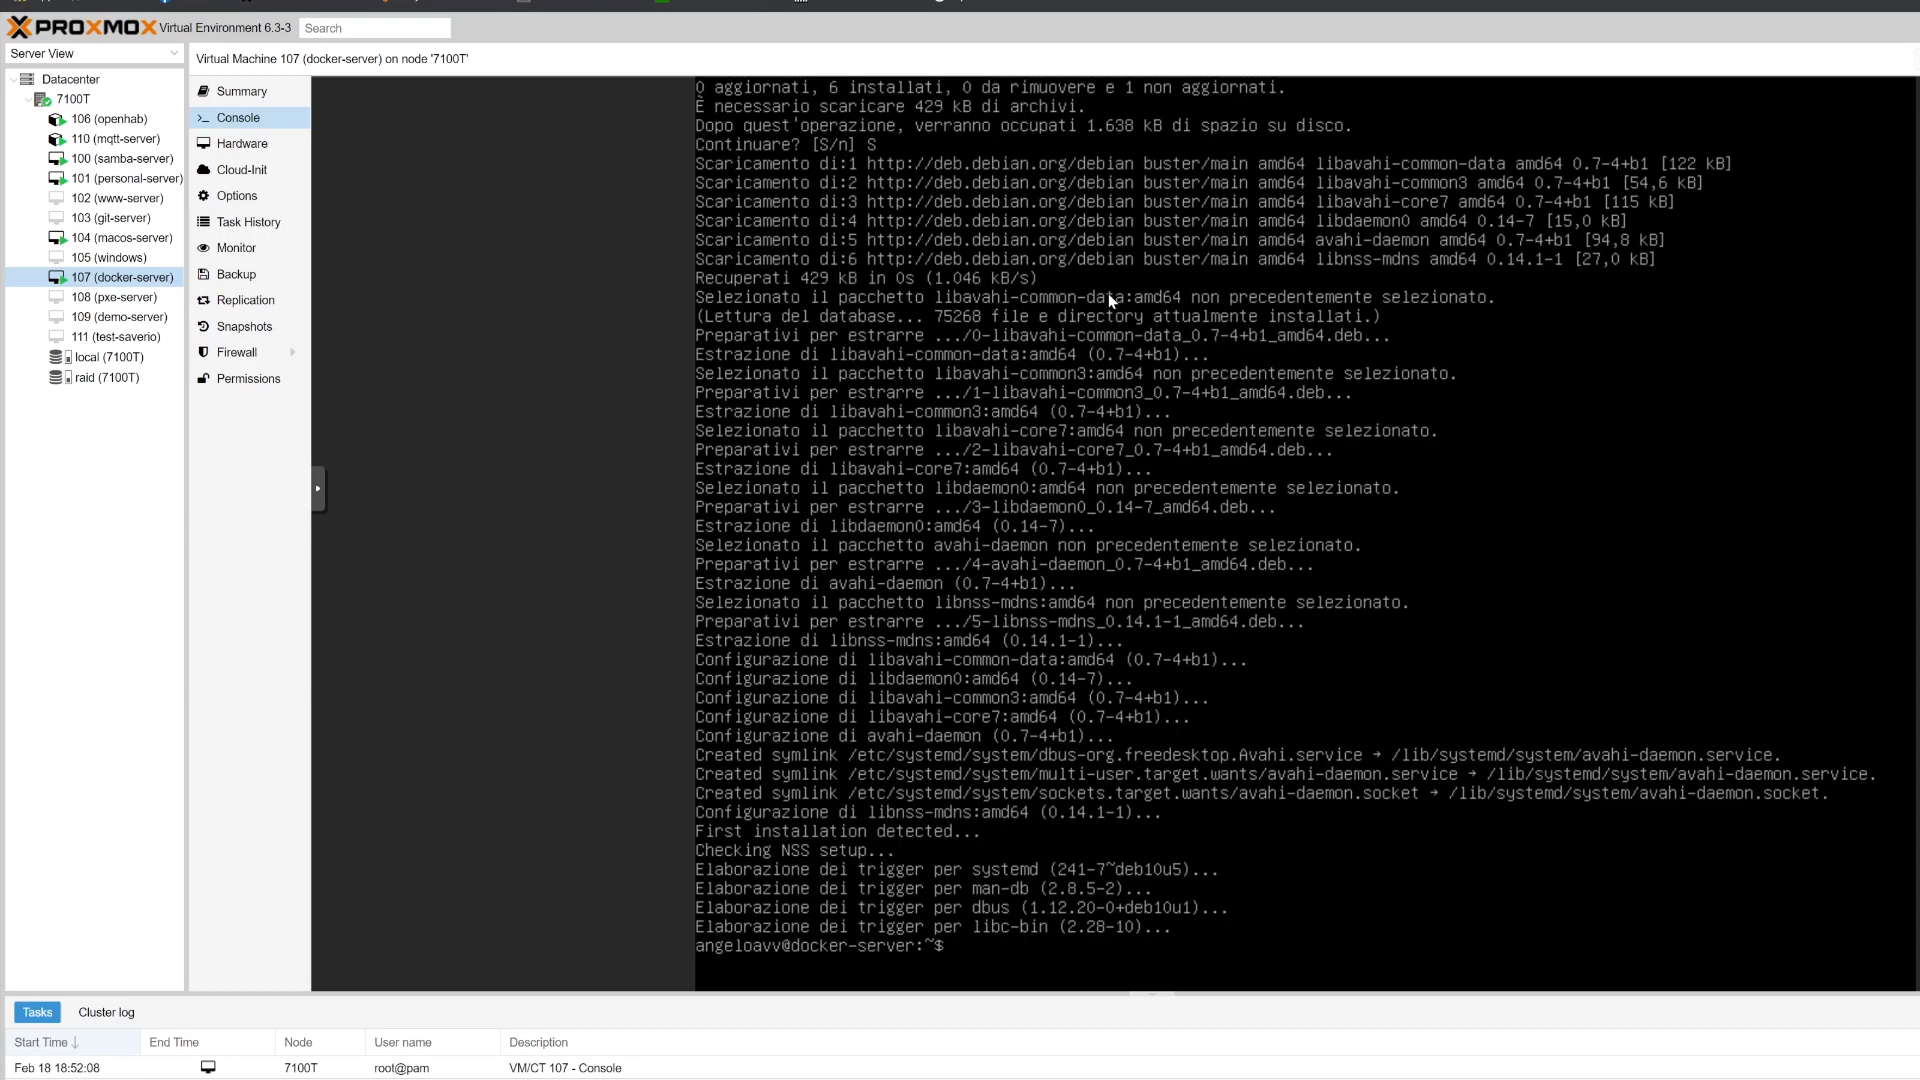 PROXMOX Virtual Environment 6.3-3 Search
Server View
Virtual Machine 107 (docker-server) on node '7100T'
Datacenter
7100T
106 (openhab)
110 (mqtt-server)
100 (samba-server)
101 (personal-server)
102 (www-server)
103 (git-server)
104 (macos-server)
105 (windows)
107 (docker-server)
108 (pxe-server)
109 (demo-server)
111 (test-saverio)
local (7100T)
raid (7100T)
Summary
Console
Hardware
Cloud-Init
Options
Task History
Monitor
Backup
Replication
Snapshots
Firewall
Permissions
0 aggiornati, 6 installati, 0 da rimuovere e 1 non aggiornati.
È necessario scaricare 429 kB di archivi.
Dopo quest'operazione, verranno occupati 1.638 kB di spazio su disco.
Continuare? [S/n] S
Scaricamento di:1 http://deb.debian.org/debian buster/main amd64 libavahi-common-data amd64 0.7-4+b1 [122 kB]
Scaricamento di:2 http://deb.debian.org/debian buster/main amd64 libavahi-common3 amd64 0.7-4+b1 [54,6 kB]
Scaricamento di:3 http://deb.debian.org/debian buster/main amd64 libavahi-core7 amd64 0.7-4+b1 [115 kB]
Scaricamento di:4 http://deb.debian.org/debian buster/main amd64 libdaemon0 amd64 0.14-7 [15,0 kB]
Scaricamento di:5 http://deb.debian.org/debian buster/main amd64 avahi-daemon amd64 0.7-4+b1 [94,8 kB]
Scaricamento di:6 http://deb.debian.org/debian buster/main amd64 libnss-mdns amd64 0.14.1-1 [27,0 kB]
Recuperati 429 kB in 0s (1.046 kB/s)
Selezionato il pacchetto libavahi-common-data:amd64 non precedentemente selezionato.
(Lettura del database... 75268 file e directory attualmente installati.)
Preparativi per estrarre .../0-libavahi-common-data_0.7-4+b1_amd64.deb...
Estrazione di libavahi-common-data:amd64 (0.7-4+b1)...
Selezionato il pacchetto libavahi-common3:amd64 non precedentemente selezionato.
Preparativi per estrarre .../1-libavahi-common3_0.7-4+b1_amd64.deb...
Estrazione di libavahi-common3:amd64 (0.7-4+b1)...
Selezionato il pacchetto libavahi-core7:amd64 non precedentemente selezionato.
Preparativi per estrarre .../2-libavahi-core7_0.7-4+b1_amd64.deb...
Estrazione di libavahi-core7:amd64 (0.7-4+b1)...
Selezionato il pacchetto libdaemon0:amd64 non precedentemente selezionato.
Preparativi per estrarre .../3-libdaemon0_0.14-7_amd64.deb...
Estrazione di libdaemon0:amd64 (0.14-7)...
Selezionato il pacchetto avahi-daemon non precedentemente selezionato.
Preparativi per estrarre .../4-avahi-daemon_0.7-4+b1_amd64.deb...
Estrazione di avahi-daemon (0.7-4+b1)...
Selezionato il pacchetto libnss-mdns:amd64 non precedentemente selezionato.
Preparativi per estrarre .../5-libnss-mdns_0.14.1-1_amd64.deb...
Estrazione di libnss-mdns:amd64 (0.14.1-1)...
Configurazione di libavahi-common-data:amd64 (0.7-4+b1)...
Configurazione di libdaemon0:amd64 (0.14-7)...
Configurazione di libavahi-common3:amd64 (0.7-4+b1)...
Configurazione di libavahi-core7:amd64 (0.7-4+b1)...
Configurazione di avahi-daemon (0.7-4+b1)...
Created symlink /etc/systemd/system/dbus-org.freedesktop.Avahi.service → /lib/systemd/system/avahi-daemon.service.
Created symlink /etc/systemd/system/multi-user.target.wants/avahi-daemon.service → /lib/systemd/system/avahi-daemon.service.
Created symlink /etc/systemd/system/sockets.target.wants/avahi-daemon.socket → /lib/systemd/system/avahi-daemon.socket.
Configurazione di libnss-mdns:amd64 (0.14.1-1)...
First installation detected...
Checking NSS setup...
Elaborazione dei trigger per systemd (241-7~deb10u5)...
Elaborazione dei trigger per man-db (2.8.5-2)...
Elaborazione dei trigger per dbus (1.12.20-0+deb10u1)...
Elaborazione dei trigger per libc-bin (2.28-10)...
angeloavv@docker-server:~$
Tasks Cluster log
Start Time ↓ End Time Node User name Description
Feb 18 18:52:08 7100T root@pam VM/CT 107 - Console